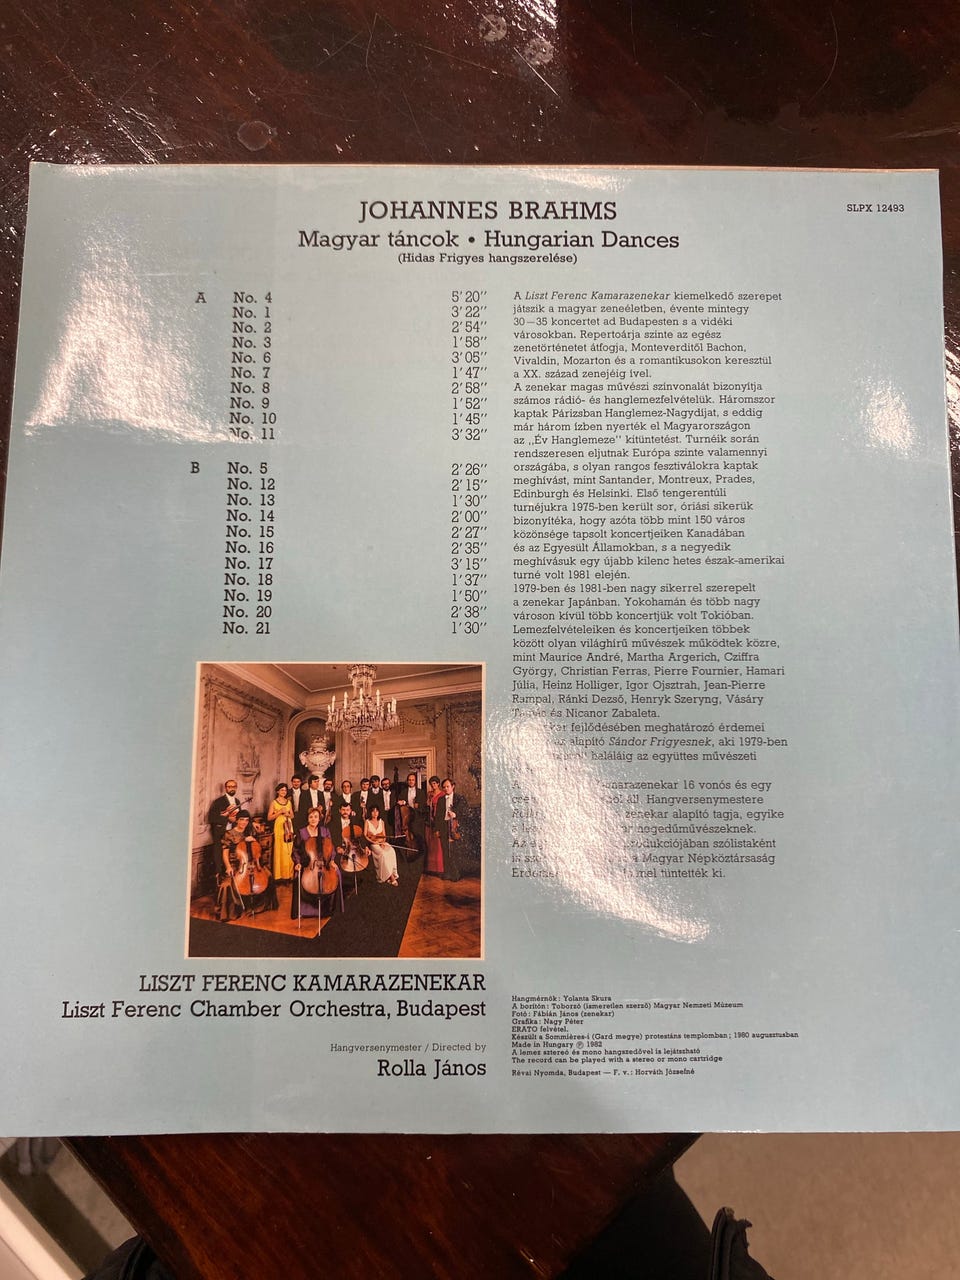 JOHANNES BRAHMS
SLPX 12493
Magyar táncok • Hungarian Dances
(Hidas Frigyes hangszerelése)
A No. 4 5′20″
No. 1 3′22″
No. 2 2′54″
No. 3 1′58″
No. 6 3′05″
No. 7 1′47″
No. 8 2′58″
No. 9 1′52″
No. 10 1′45″
No. 11 3′32″
B No. 5 2′26″
No. 12 2′15″
No. 13 1′30″
No. 14 2′00″
No. 15 2′27″
No. 16 2′35″
No. 17 3′15″
No. 18 1′37″
No. 19 1′50″
No. 20 2′38″
No. 21 1′30″
A Liszt Ferenc Kamarazenekar kiemelkedő szerepet
játszik a magyar zeneéletben, évente mintegy
30—35 koncertet ad Budapesten s a vidéki
városokban. Repertoárja szinte az egész
zenetörténetet átfogja, Monteverditől Bachon,
Vivaldin, Mozarton és a romantikusokon keresztül
a XX. század zenejéig ível.
A zenekar magas művészi színvonalát bizonyítja
számos rádió- és hanglemezfelvételük. Háromszor
kaptak Párizsban Hanglemez-Nagydíjat, s eddig
már három ízben nyerték el Magyarországon
az „Év Hanglemeze” kitüntetést. Turnéik során
rendszeresen eljutnak Európa szinte valamennyi
országába, s olyan rangos fesztiválokra kaptak
meghívást, mint Santander, Montreux, Prades,
Edinburgh és Helsinki. Első tengerentúli
turnéjukra 1975-ben került sor, óriási sikerük
bizonyítéka, hogy azóta több mint 150 város
közönsége tapsolt koncertjeiken Kanadában
és az Egyesült Államokban, s a negyedik
meghívásuk egy újabb kilenc hetes észak-amerikai
turné volt 1981 elején.
1979-ben és 1981-ben nagy sikerrel szerepelt
a zenekar Japánban. Yokohamán és több nagy
városon kívül több koncertjük volt Tokióban.
Lemezfelvételeiken és koncertjeiken többek
között olyan világhírű művészek működtek közre,
mint Maurice André, Martha Argerich, Cziffra
György, Christian Ferras, Pierre Fournier, Hamari
Júlia, Heinz Holliger, Igor Ojsztrah, Jean-Pierre
Rampal, Ránki Dezső, Henryk Szeryng, Vásáry
és Nicanor Zabaleta.
fejlődésében meghatározó érdemei
alapító Sándor Frigyesnek, aki 1979-ben
haláláig az együttes művészeti
16 vonós és egy
áll. Hangversenymestere
zenekar alapító tagja, egyike
hegedűművészeknek.
produkciójában szólistaként
a Magyar Népköztársaság
tüntették ki.
LISZT FERENC KAMARAZENEKAR
Liszt Ferenc Chamber Orchestra, Budapest
Hangversenymester / Directed by
Rolla János
Hangmérnök: Yolanta Skura
A borítón: Toborzó (ismeretlen szerző) Magyar Nemzeti Múzeum
Fotó: Fábián János (zenekar)
Grafika: Nagy Péter
ERATO felvétel.
Készült a Sommières-i (Gard megye) protestáns templomban; 1980 augusztusban
Made in Hungary Ⓟ 1982
A lemez sztereó és mono hangszedővel is lejátszható
The record can be played with a stereo or mono cartridge
Révai Nyomda, Budapest — F. v.: Horváth Józsefné